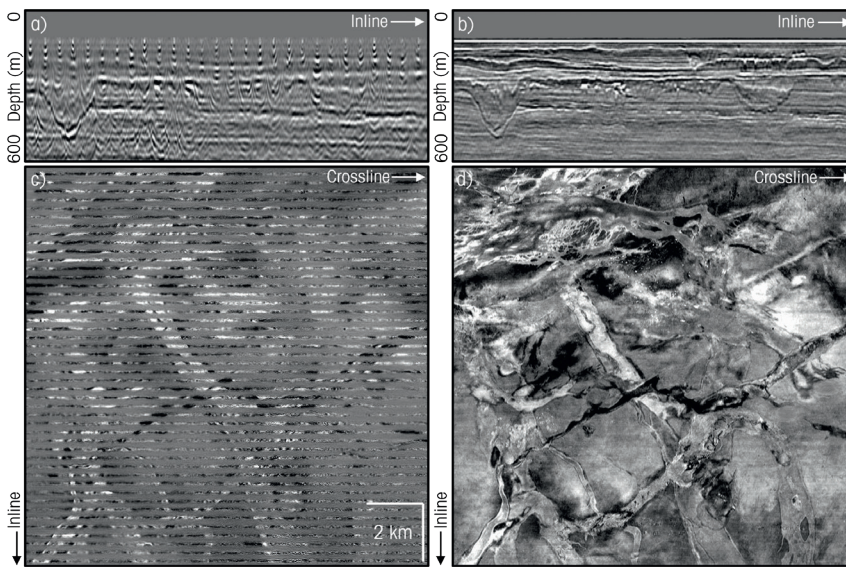 0
a)
Inline
Depth (m)
600
0
b)
Inline
Depth (m)
600
c)
Crossline
Inline
2 km
d)
Crossline
Inline